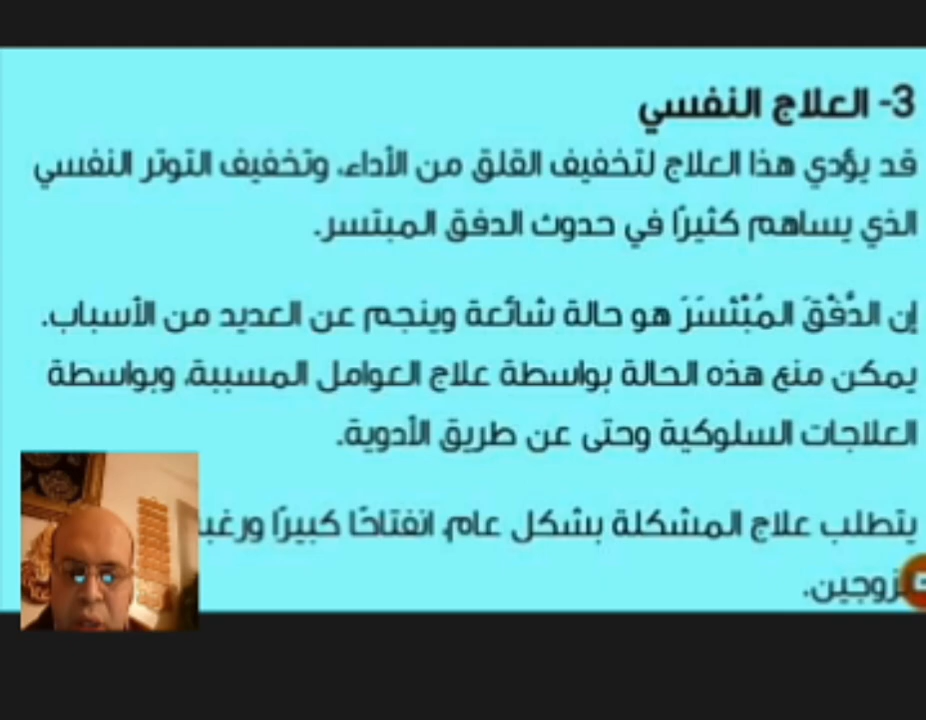 3- العلاج النفسي
قد يؤدي هذا العلاج لتخفيف القلق من الأداء، وتخفيف التوتر النفسي
الذي يساهم كثيرًا في حدوث الدفق المبتسر.
إن الدَّفْقَ المُبْتَسَرَ هو حالة شائعة وينجم عن العديد من الأسباب.
يمكن منع هذه الحالة بواسطة علاج العوامل المسببة، وبواسطة
العلاجات السلوكية وحتى عن طريق الأدوية.
يتطلب علاج المشكلة بشكل عام، انفتاحًا كبيرًا